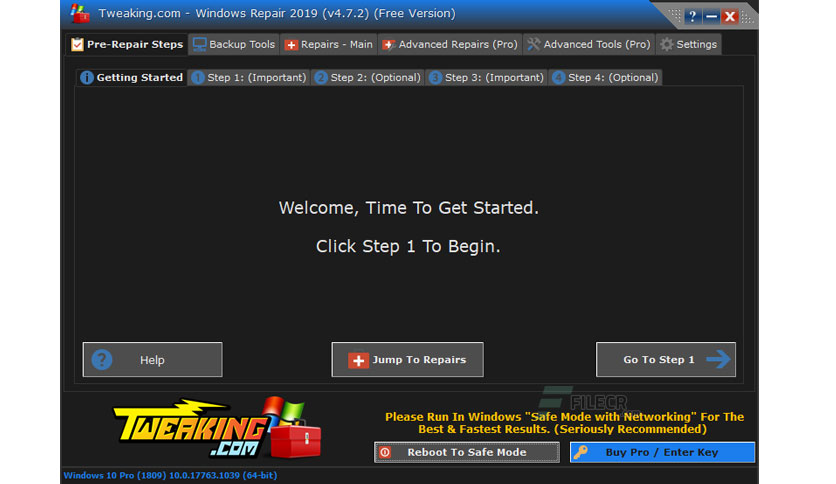 Tweaking.com - Windows Repair 2019 (v4.7.2) (Free Version)
Pre-Repair Steps Backup Tools Repairs - Main Advanced Repairs (Pro) Advanced Tools (Pro) Settings
Getting Started 1 Step 1: (Important) 2 Step 2: (Optional) 3 Step 3: (Important) 4 Step 4: (Optional)
Welcome, Time To Get Started.
Click Step 1 To Begin.
? Help Jump To Repairs Go To Step 1
FILECR
TWEAKING
.COM
Please Run In Windows "Safe Mode with Networking" For The
Best & Fastest Results. (Seriously Recommended)
Reboot To Safe Mode Buy Pro / Enter Key
Windows 10 Pro (1809) 10.0.17763.1039 (64-bit)